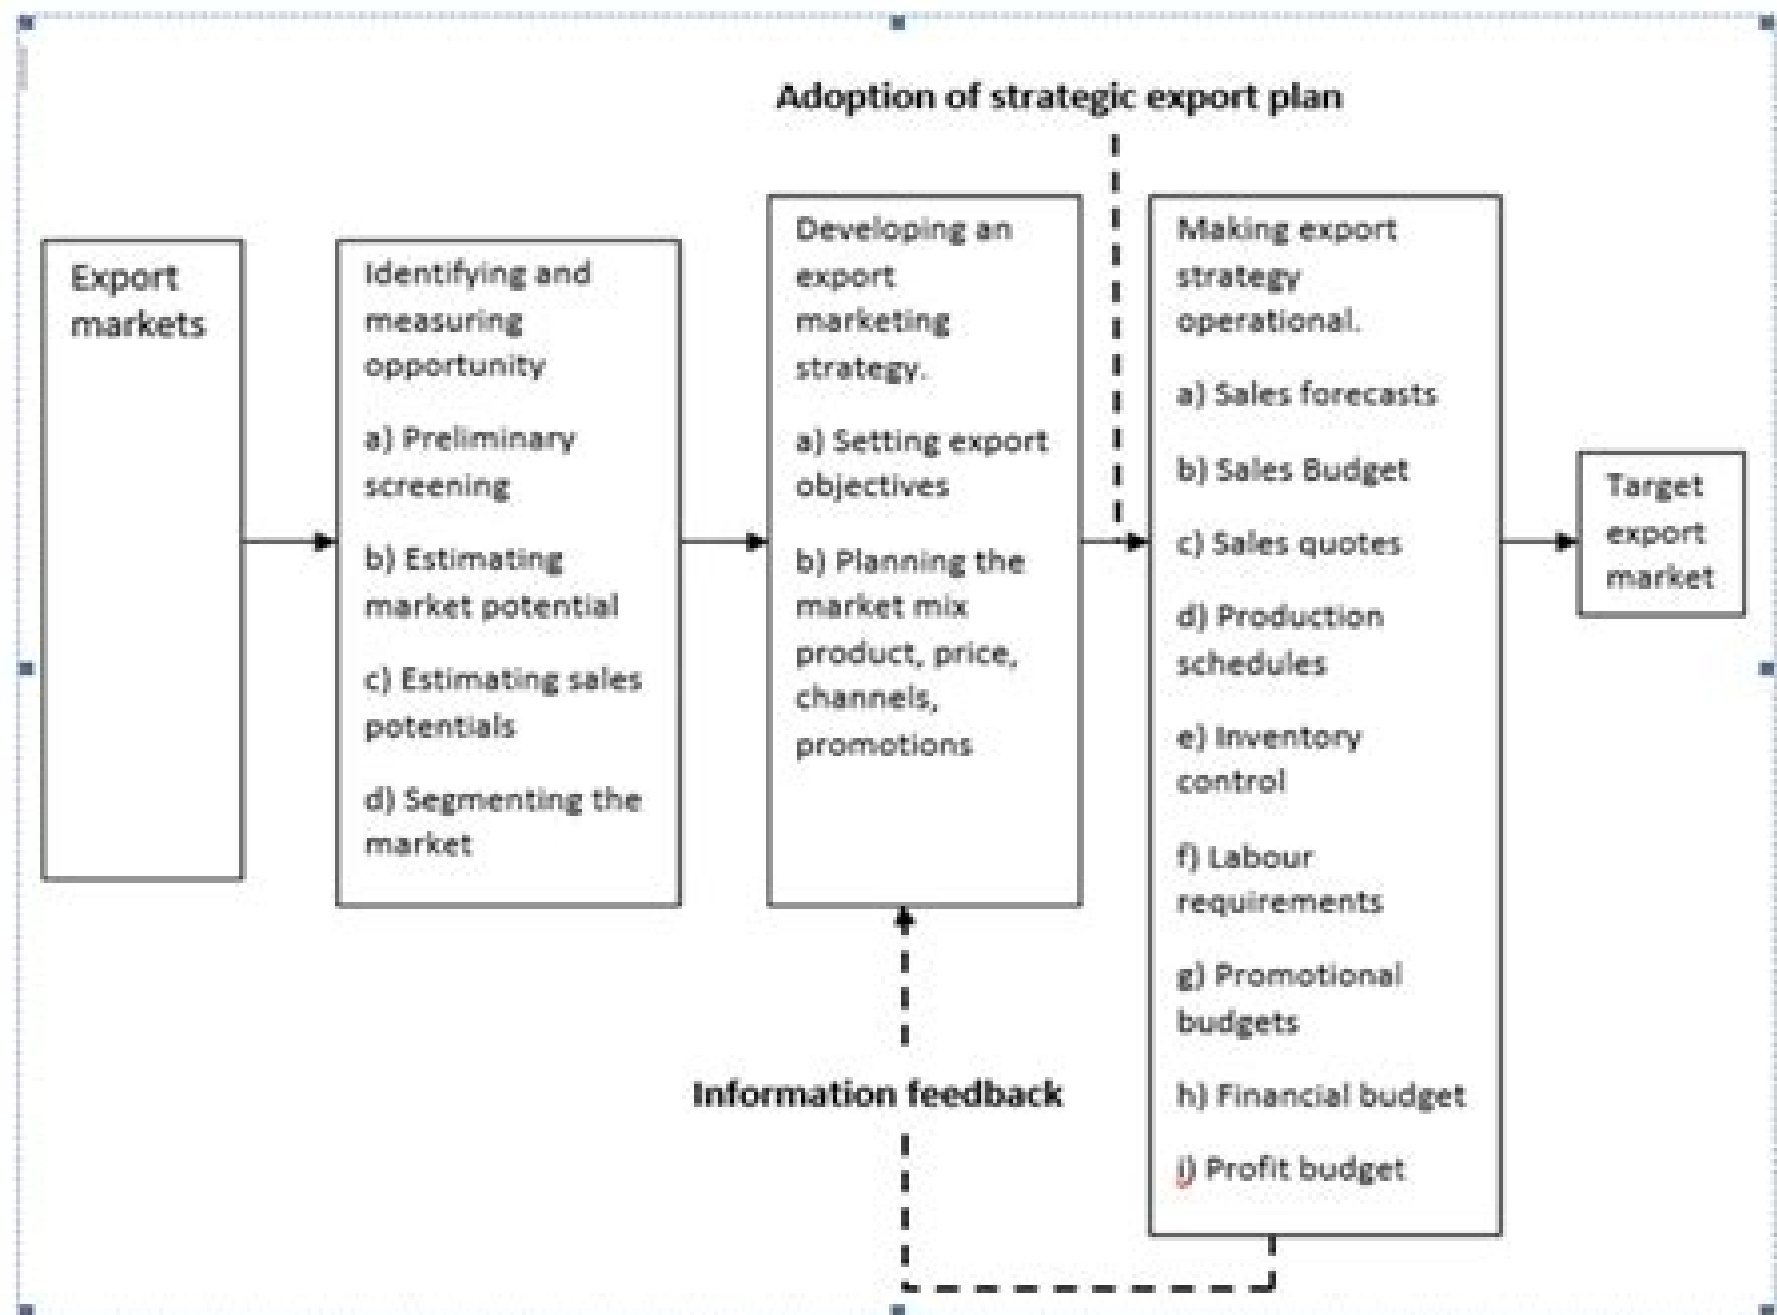 Adoption of strategic export plan
Export
markets
Identifying and
measuring
opportunity
a) Preliminary
screening
b) Estimating
market potential
c) Estimating sales
potentials
d) Segmenting the
market
Developing an
export
marketing
strategy.
a) Setting export
objectives
b) Planning the
market mix
product, price,
channels,
promotions
Making export
strategy
operational.
a) Sales forecasts
b) Sales Budget
c) Sales quotes
d) Production
schedules
e) Inventory
control
f) Labour
requirements
g) Promotional
budgets
h) Financial budget
i) Profit budget
Target
export
market
Information feedback